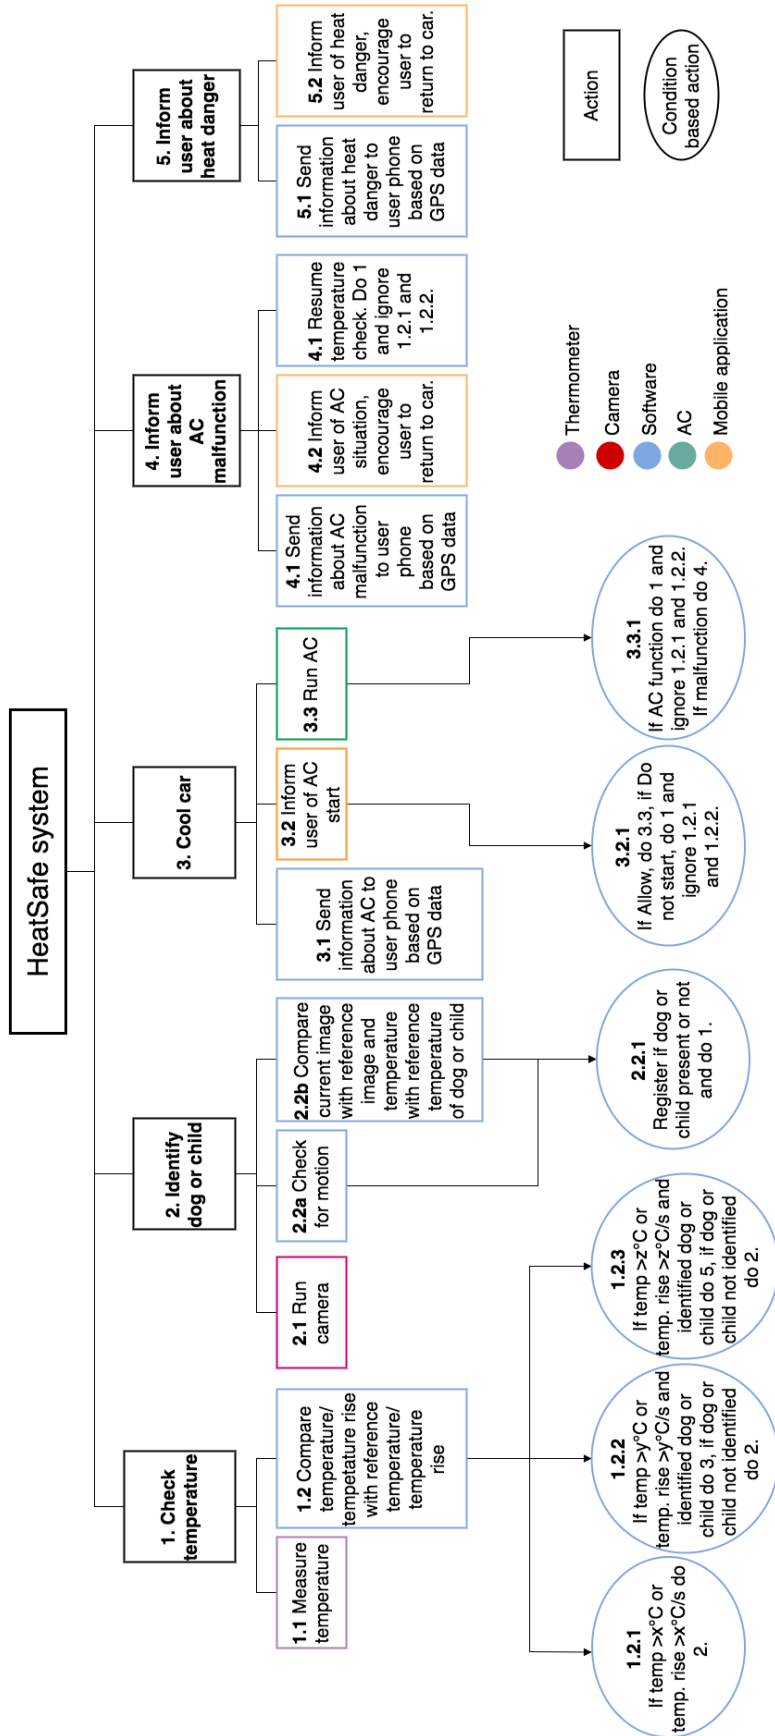 HeatSafe system
1. Check
temperature
1.1 Measure
temperature
1.2 Compare
temperature/
tempetature rise
with reference
temperature/
temperature
rise
1.2.1
If temp >x°C or
temp. rise >x°C/s do
2.
1.2.2
If temp >y°C or
temp. rise >y°C/s and
identified dog or
child do 3, if dog or
child not identified
do 2.
1.2.3
If temp >z°C or
temp. rise >z°C/s and
identified dog or
child do 5, if dog or
child not identified
do 2.
2. Identify
dog or child
2.1 Run
camera
2.2a Check
for motion
2.2b Compare
current image
with reference
image and
temperature
with reference
temperature
of dog or child
2.2.1
Register if dog or
child present or not
and do 1.
3. Cool car
3.1 Send
information
about AC to
user phone
based on
GPS data
3.2 Inform
user of AC
start
3.3 Run AC
3.2.1
If Allow, do 3.3, if Do
not start, do 1 and
ignore 1.2.1
and 1.2.2.
3.3.1
If AC function do 1 and
ignore 1.2.1 and 1.2.2.
If malfunction do 4.
4. Inform
user about
AC
malfunction
4.1 Send
information
about AC
malfunction
to user
phone
based on
GPS data
4.2 Inform
user of AC
situation,
encourage
user to
return to car.
4.1 Resume
temperature
check. Do 1
and ignore
1.2.1 and
1.2.2.
5. Inform
user about
heat danger
5.1 Send
information
about heat
danger to
user phone
based on
GPS data
5.2 Inform
user of heat
danger,
encourage
user to
return to car.
Thermometer
Camera
Software
AC
Mobile application
Action
Condition
based action